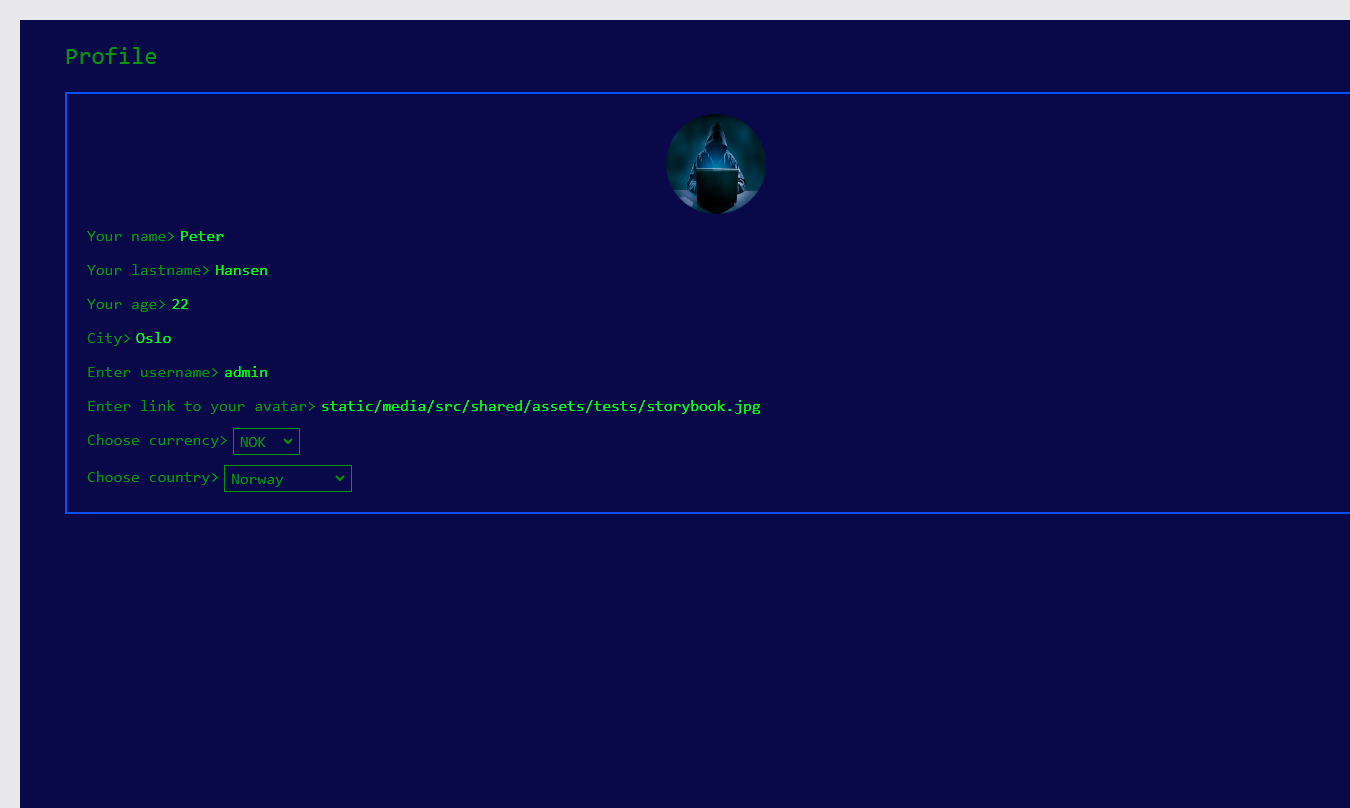 Profile
Your name> Peter
Your lastname> Hansen
Your age> 22
City> Oslo
Enter username> admin
Enter link to your avatar> static/media/src/shared/assets/tests/storybook.jpg
Choose currency> NOK
Choose country> Norway